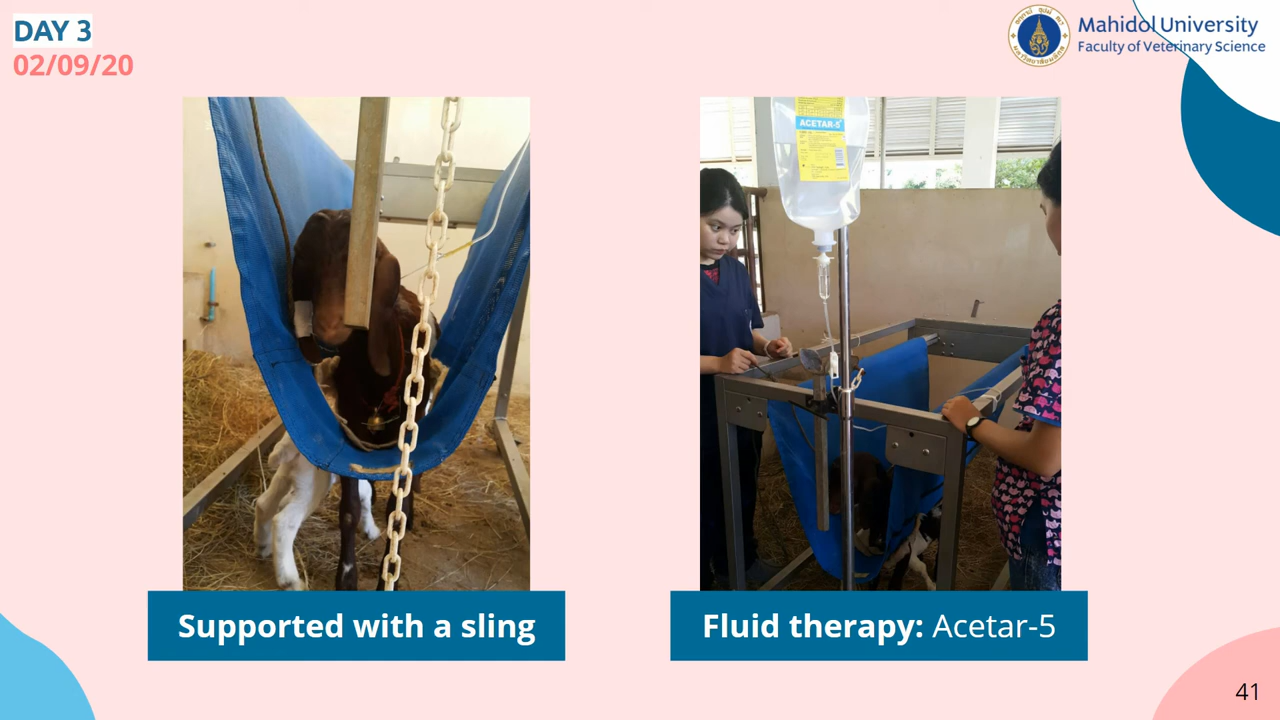 DAY 3
02/09/20
Mahidol University
Faculty of Veterinary Science
ACETAR-5
Supported with a sling
Fluid therapy: Acetar-5
41